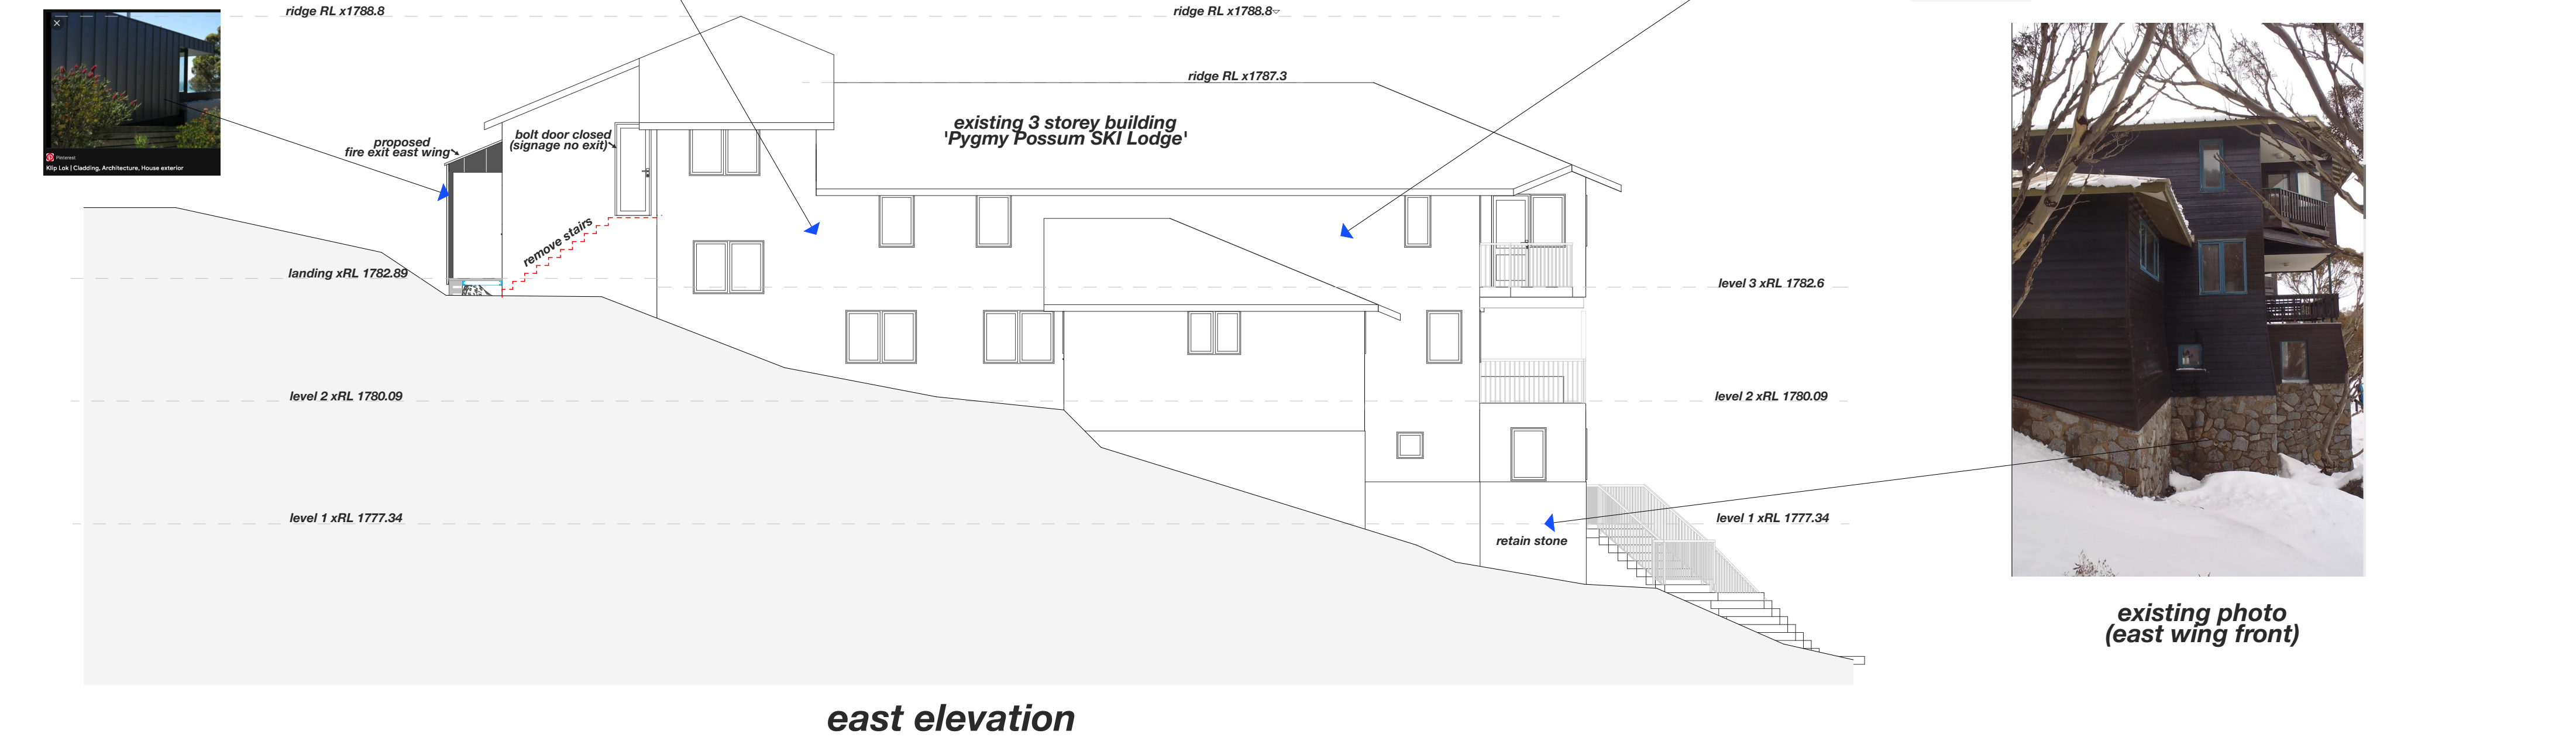 ridge RL x1788.8
ridge RL x1788.8
ridge RL x1787.3
existing 3 storey building
'Pygmy Possum SKI Lodge'
proposed
fire exit east wing
bolt door closed
(signage no exit)
Pinterest
Klip Lok | Cladding, Architecture, House exterior
remove stairs
landing xRL 1782.89
level 3 xRL 1782.6
level 2 xRL 1780.09
level 2 xRL 1780.09
level 1 xRL 1777.34
level 1 xRL 1777.34
retain stone
existing photo
(east wing front)
east elevation